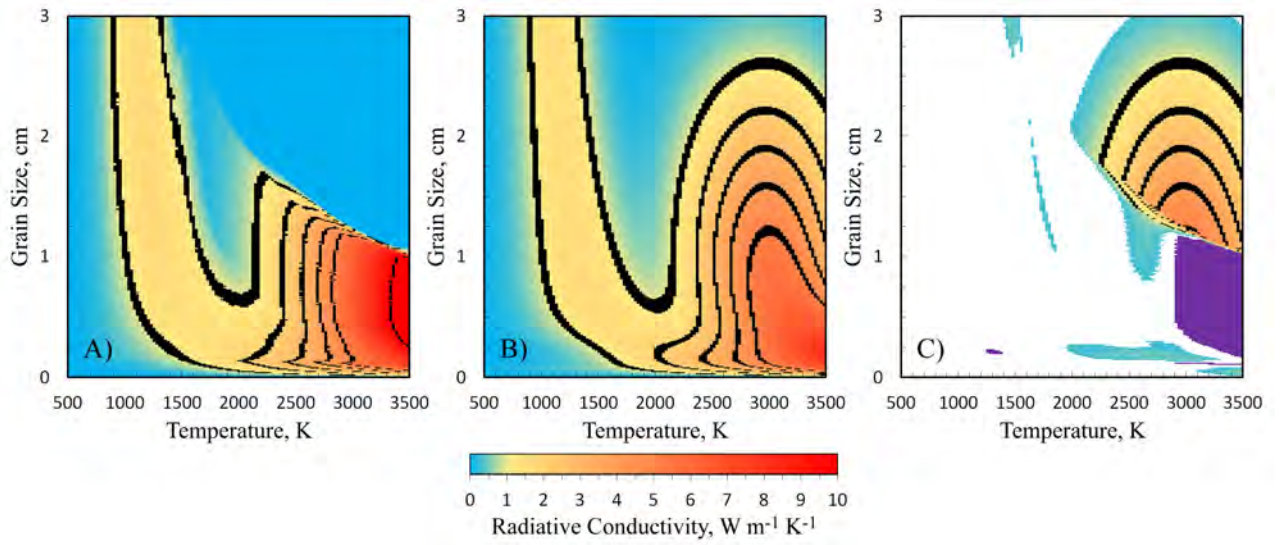 3
2
1
0
Grain Size, cm
A)
500 1000 1500 2000 2500 3000 3500
Temperature, K
3
2
1
0
Grain Size, cm
B)
500 1000 1500 2000 2500 3000 3500
Temperature, K
3
2
1
0
Grain Size, cm
C)
500 1000 1500 2000 2500 3000 3500
Temperature, K
0 1 2 3 4 5 6 7 8 9 10
Radiative Conductivity, W m⁻¹ K⁻¹